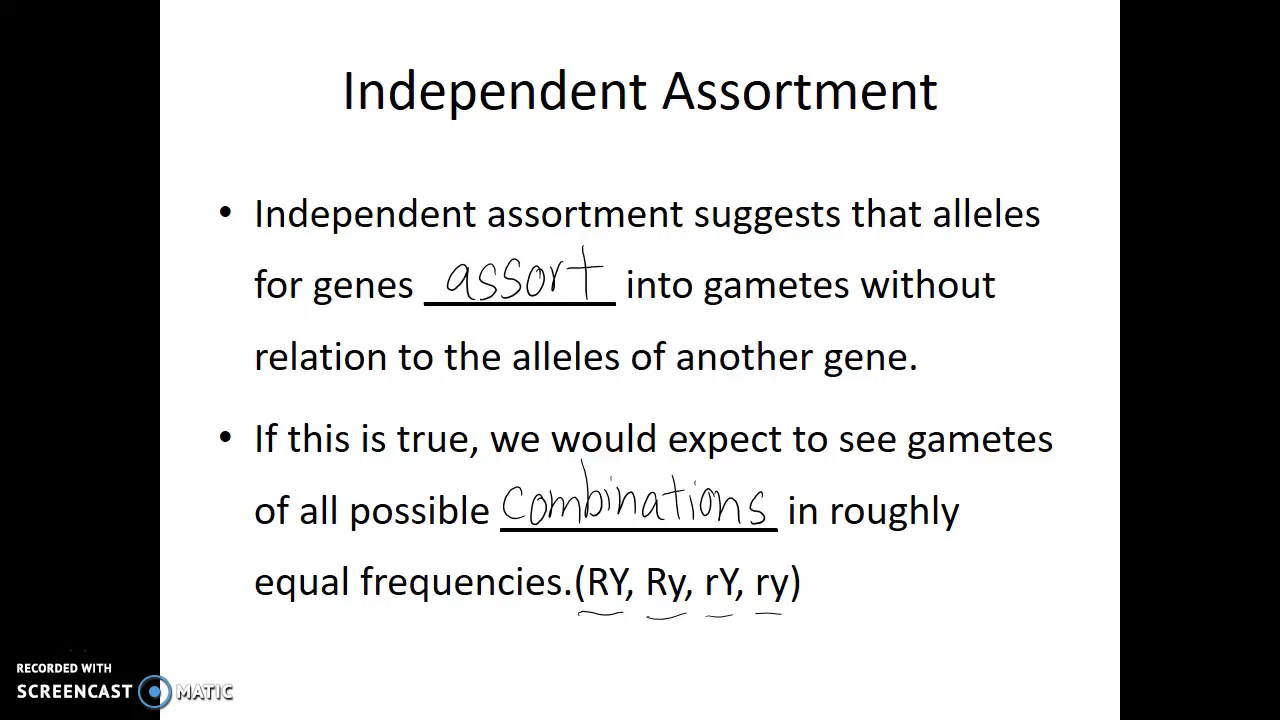 Independent Assortment
• Independent assortment suggests that alleles
for genes assort into gametes without
relation to the alleles of another gene.
• If this is true, we would expect to see gametes
of all possible combinations in roughly
equal frequencies.(RY, Ry, rY, ry)
RECORDED WITH
SCREENCAST MATIC